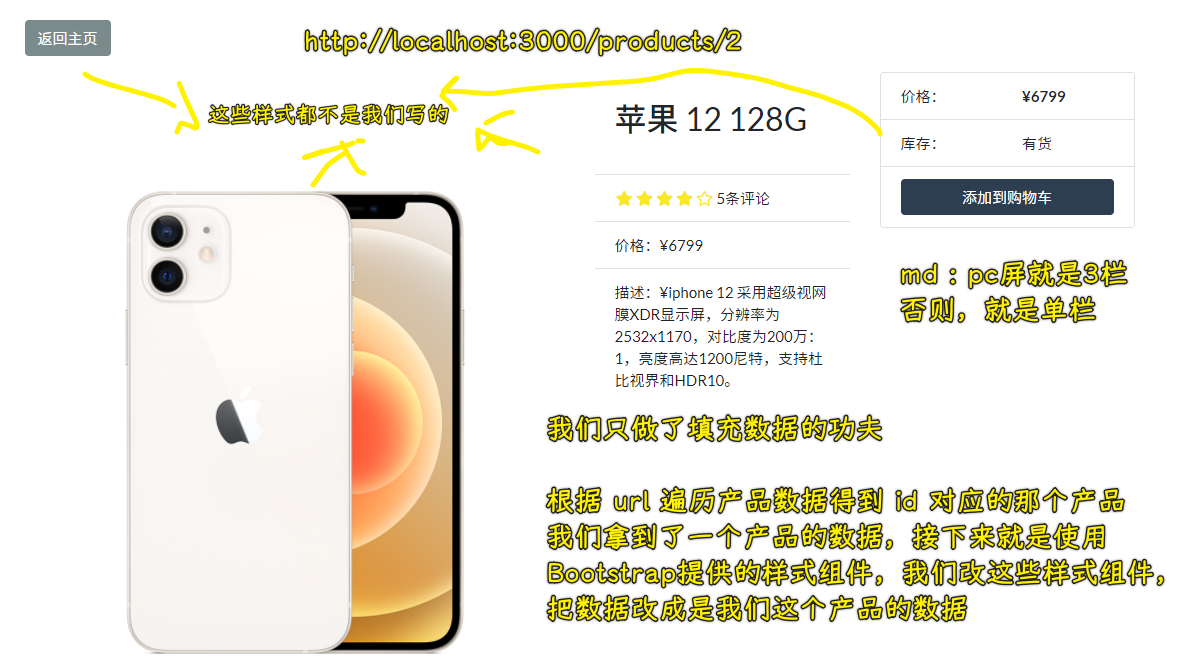 返回主页
http://localhost:3000/products/2
这些样式都不是我们写的
苹果 12 128G
5条评论
价格：¥6799
描述：¥iphone 12 采用超级视网
膜XDR显示屏，分辨率为
2532x1170，对比度为200万：
1，亮度高达1200尼特，支持杜
比视界和HDR10。
价格： ¥6799
库存： 有货
添加到购物车
md：pc屏就是3栏
否则，就是单栏
我们只做了填充数据的功夫
根据 url 遍历产品数据得到 id 对应的那个产品
我们拿到了一个产品的数据，接下来就是使用
Bootstrap提供的样式组件，我们改这些样式组件，
把数据改成是我们这个产品的数据